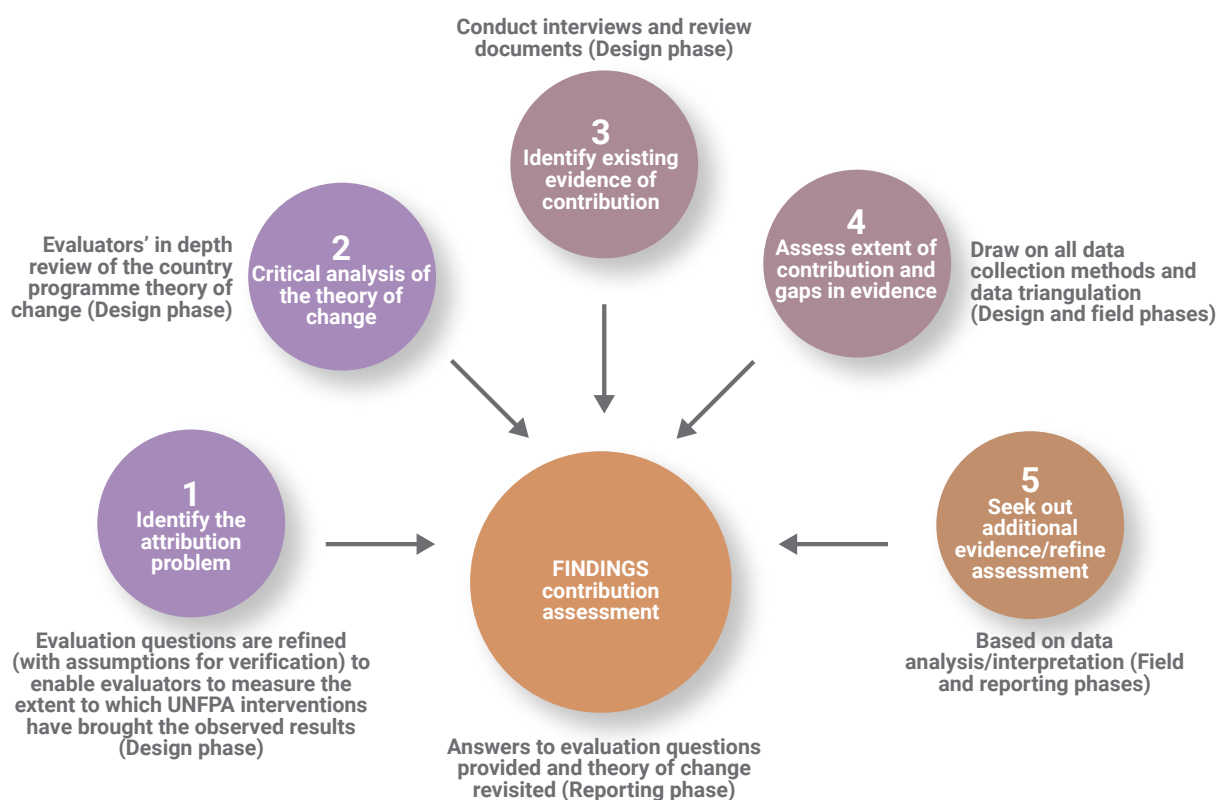 Conduct interviews and review
documents (Design phase)
3
Identify existing
evidence of
contribution
2
Critical analysis of
the theory of
change
Evaluators’ in depth
review of the country
programme theory of
change (Design phase)
4
Assess extent of
contribution and
gaps in evidence
Draw on all data
collection methods and
data triangulation
(Design and field phases)
1
Identify the
attribution
problem
Evaluation questions are refined
(with assumptions for verification) to
enable evaluators to measure the
extent to which UNFPA interventions
have brought the observed results
(Design phase)
FINDINGS
contribution
assessment
Answers to evaluation questions
provided and theory of change
revisited (Reporting phase)
5
Seek out
additional
evidence/refine
assessment
Based on data
analysis/interpretation (Field
and reporting phases)